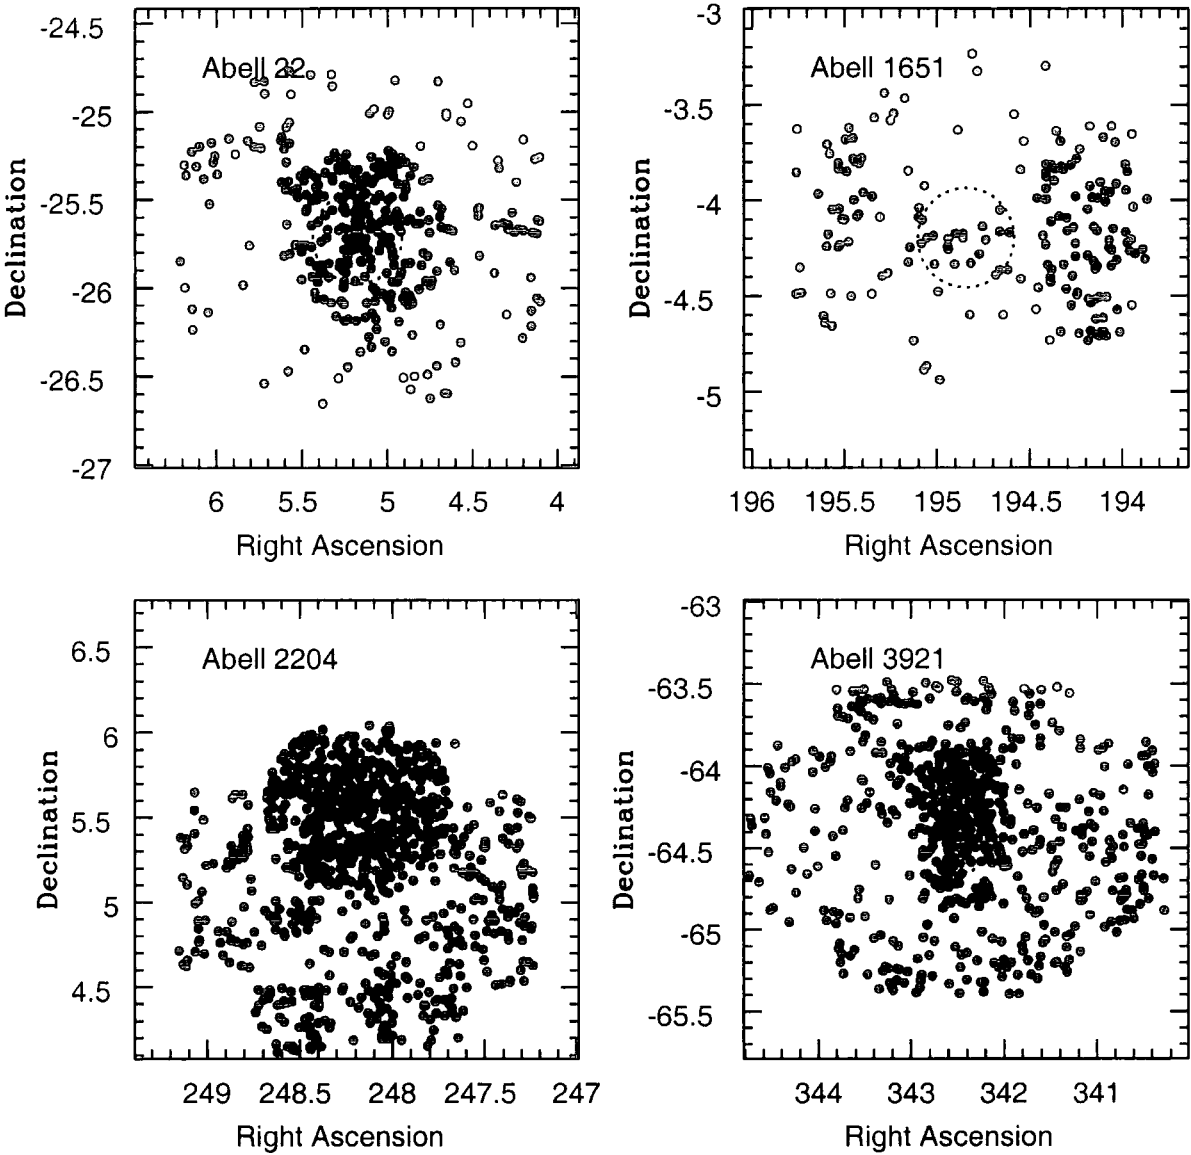 Abell 22
-24.5
-25
-25.5
-26
-26.5
-27
Declination
6 5.5 5 4.5 4
Right Ascension
Abell 1651
-3
-3.5
-4
-4.5
-5
Declination
196 195.5 195 194.5 194
Right Ascension
Abell 2204
6.5
6
5.5
5
4.5
Declination
249 248.5 248 247.5 247
Right Ascension
Abell 3921
-63
-63.5
-64
-64.5
-65
-65.5
Declination
344 343 342 341
Right Ascension